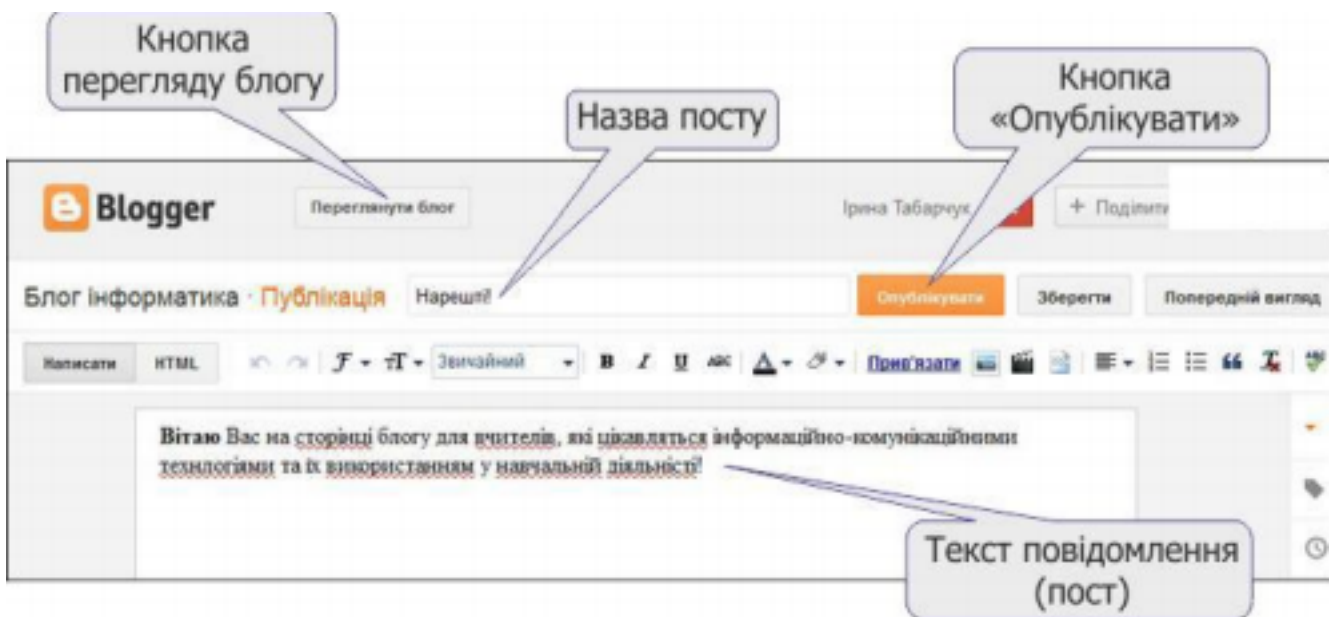 Кнопка
перегляду блогу
Назва посту
Кнопка
«Опублікувати»
Blogger
Переглянути блог
Ірина Табарчук
+ Поділити
Блог інформатика · Публікація
Нарешті!
Опублікувати
Зберегти
Попередній вигляд
Написати
HTML
Звичайний
B I U ABC A
Прив'язати
Вітаю Вас на сторінці блогу для вчителів, які цікавляться інформаційно-комунікаційними
технлогіями та їх використанням у навчальній діяльності!
Текст повідомлення
(пост)